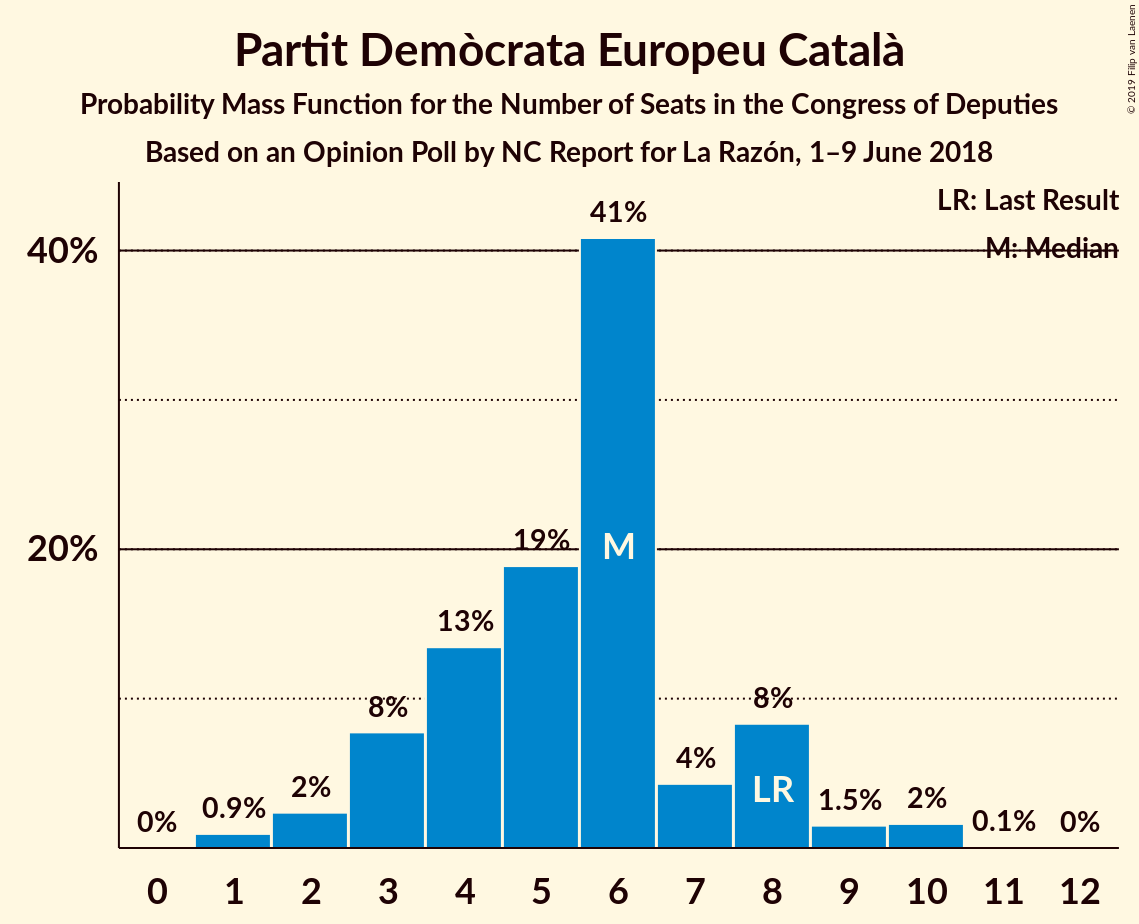 Partit Demòcrata Europeu Català
Probability Mass Function for the Number of Seats in the Congress of Deputies
Based on an Opinion Poll by NC Report for La Razón, 1–9 June 2018
© 2019 Filip van Laenen
LR: Last Result
M: Median
40%
20%
0%
0.9%
2%
8%
13%
19%
41%
4%
8%
1.5%
2%
0.1%
0%
M
LR
0 1 2 3 4 5 6 7 8 9 10 11 12